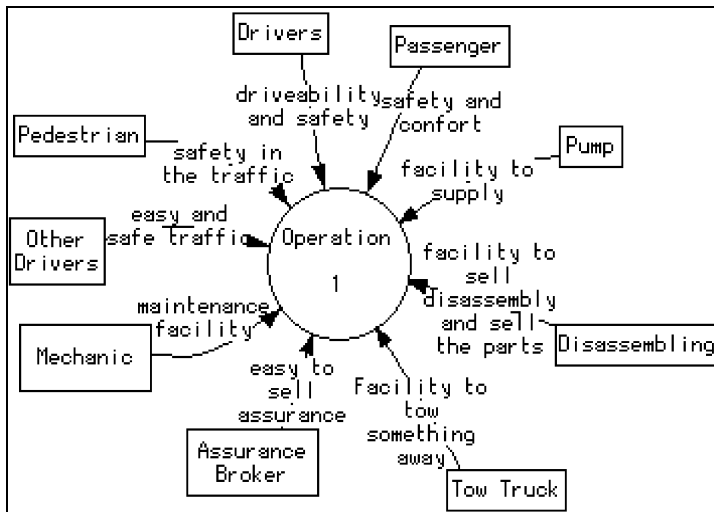 Drivers
Passenger
driveability
and safety
safety and
confort
Pedestrian
safety in
the traffic
Pump
facility to
supply
Other
Drivers
easy and
safe traffic
Operation
1
facility to
sell
disassembly
and sell
the parts
Disassembling
Mechanic
maintenance
facility
easy to
sell
assurance
Assurance
Broker
Facility to
tow
something
away
Tow Truck